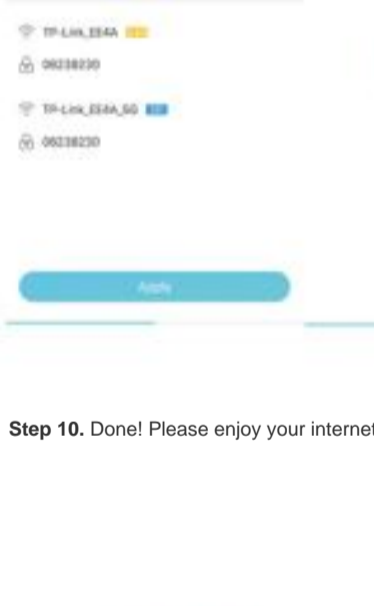 TP-Link_EE4A
06238230
TP-Link_EE4A_5G
06238230
Apply
Step 10. Done! Please enjoy your internet